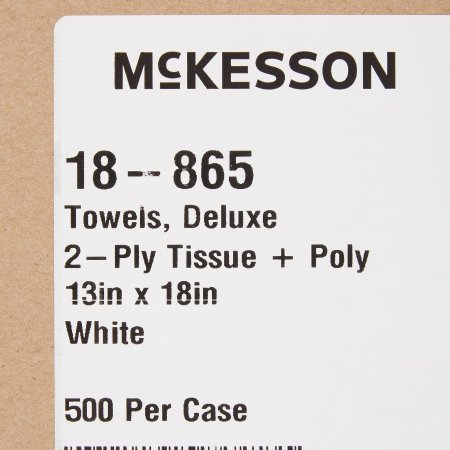 McKESSON
18--865
Towels, Deluxe
2-Ply Tissue + Poly
13in x 18in
White
500 Per Case